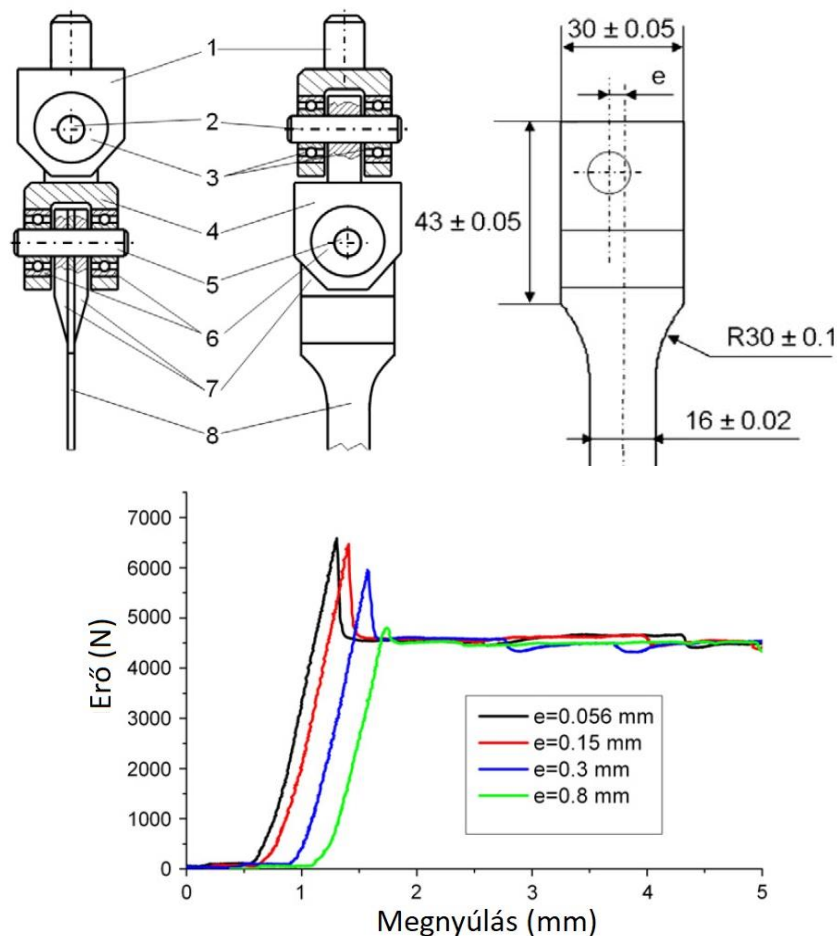 1
2
3
4
5
6
7
8
30 ± 0.05
e
43 ± 0.05
R30 ± 0.1
16 ± 0.02
Erő (N)
7000
6000
5000
4000
3000
2000
1000
0
e=0.056 mm
e=0.15 mm
e=0.3 mm
e=0.8 mm
0 1 2 3 4 5
Megnyúlás (mm)